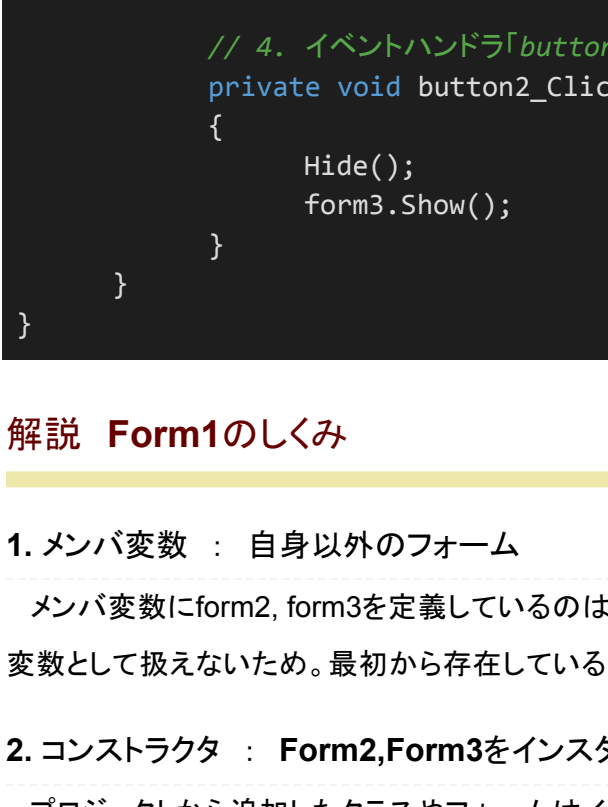 // 4. イベントハンドラ「button
private void button2_Clic
{
Hide();
form3.Show();
}
}
}
解説 Form1のしくみ
1. メンバ変数 ： 自身以外のフォーム
メンバ変数にform2, form3を定義しているのは
変数として扱えないため。最初から存在している
2. コンストラクタ ： Form2,Form3をインスタ